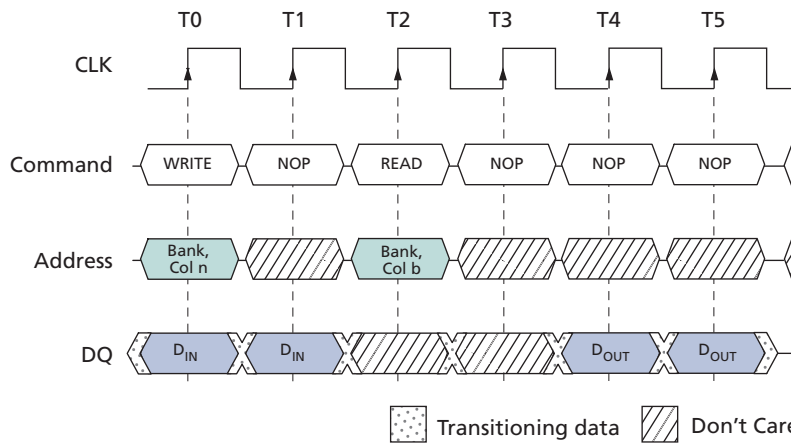 T0 T1 T2 T3 T4 T5
CLK
Command WRITE NOP READ NOP NOP NOP
Address Bank, Col n Bank, Col b
DQ DIN DIN DOUT DOUT
Transitioning data Don't Care